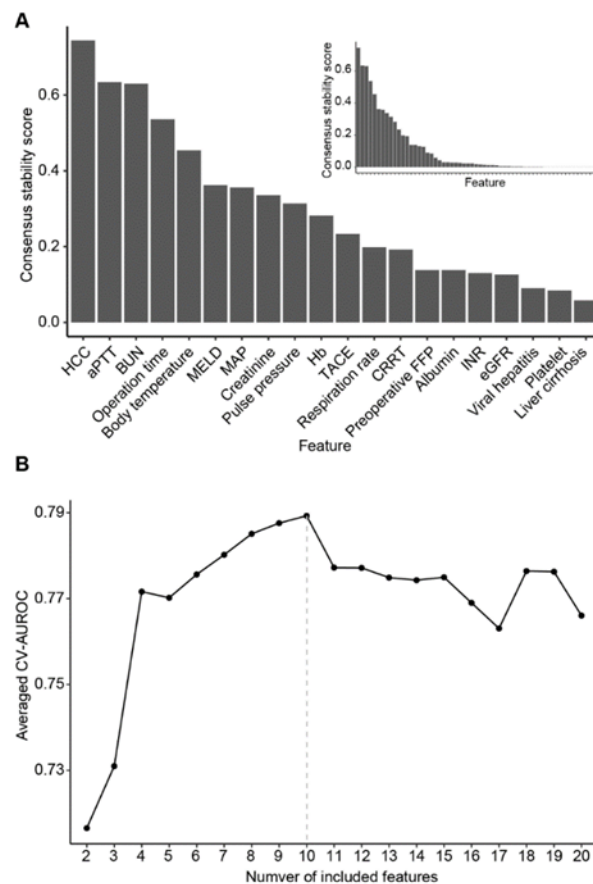 A
Consensus stability score
0.6
0.4
0.2
0.0
Consensus stability score
0.6
0.4
0.2
0.0
Feature
HCC
aPTT
BUN
Operation time
Body temperature
MELD
MAP
Creatinine
Pulse pressure
Hb
TACE
Respiration rate
CRRT
Preoperative FFP
Albumin
INR
eGFR
Viral hepatitis
Platelet
Liver cirrhosis
Feature
B
Averaged CV-AUROC
0.79
0.77
0.75
0.73
2 3 4 5 6 7 8 9 10 11 12 13 14 15 16 17 18 19 20
Numver of included features